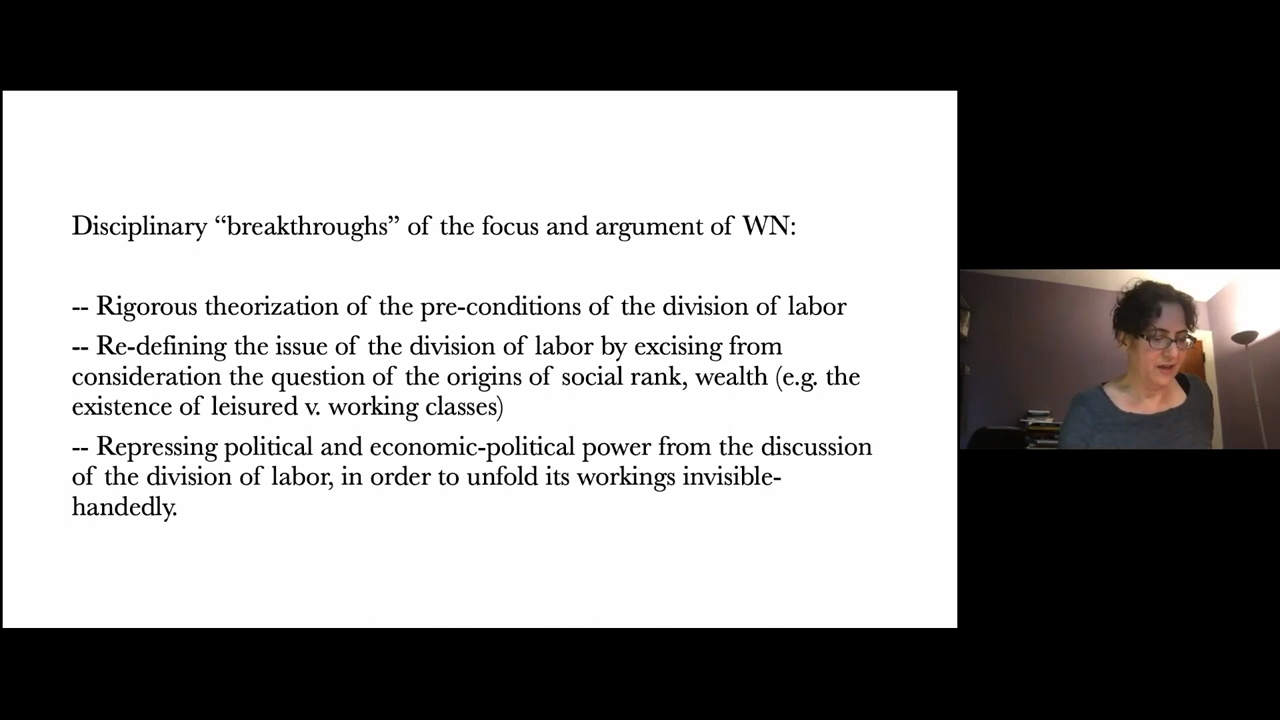 Disciplinary “breakthroughs” of the focus and argument of WN:
-- Rigorous theorization of the pre-conditions of the division of labor
-- Re-defining the issue of the division of labor by excising from
consideration the question of the origins of social rank, wealth (e.g. the
existence of leisured v. working classes)
-- Repressing political and economic-political power from the discussion
of the division of labor, in order to unfold its workings invisible-
handedly.